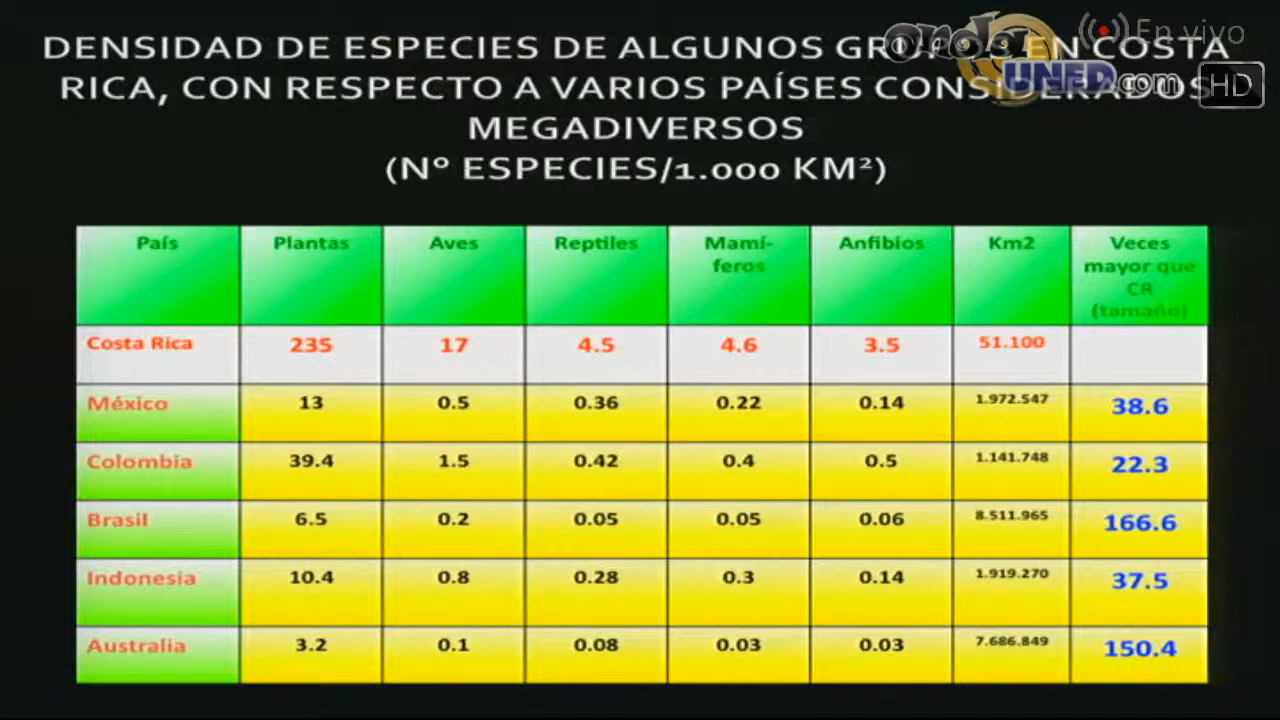 onda
UNED.com
En vivo
HD
DENSIDAD DE ESPECIES DE ALGUNOS EN COSTA
RICA, CON RESPECTO A VARIOS PAÍSES CONSIDERADOS
MEGADIVERSOS
(Nº ESPECIES/1.000 KM²)
País Plantas Aves Reptiles Mamí-
feros Anfibios Km2 Veces
mayor que
CR
(tamaño)
Costa Rica 235 17 4.5 4.6 3.5 51.100
México 13 0.5 0.36 0.22 0.14 1.972.547 38.6
Colombia 39.4 1.5 0.42 0.4 0.5 1.141.748 22.3
Brasil 6.5 0.2 0.05 0.05 0.06 8.511.965 166.6
Indonesia 10.4 0.8 0.28 0.3 0.14 1.919.270 37.5
Australia 3.2 0.1 0.08 0.03 0.03 7.686.849 150.4